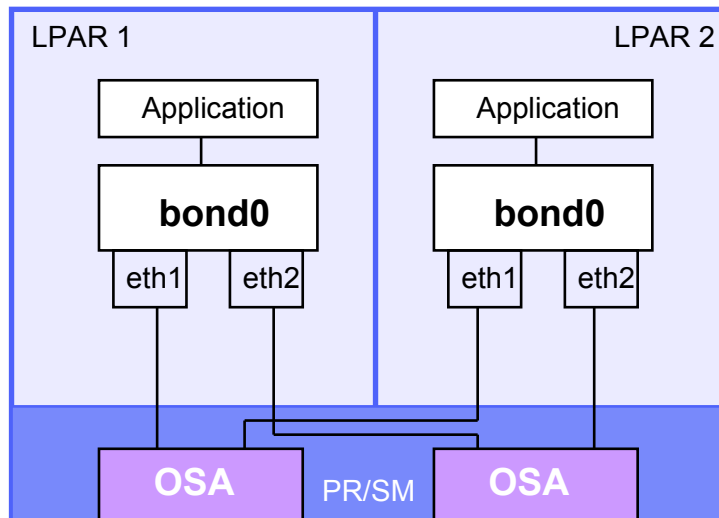 LPAR 1
LPAR 2
Application
Application
bond0
bond0
eth1
eth2
eth1
eth2
OSA
PR/SM
OSA